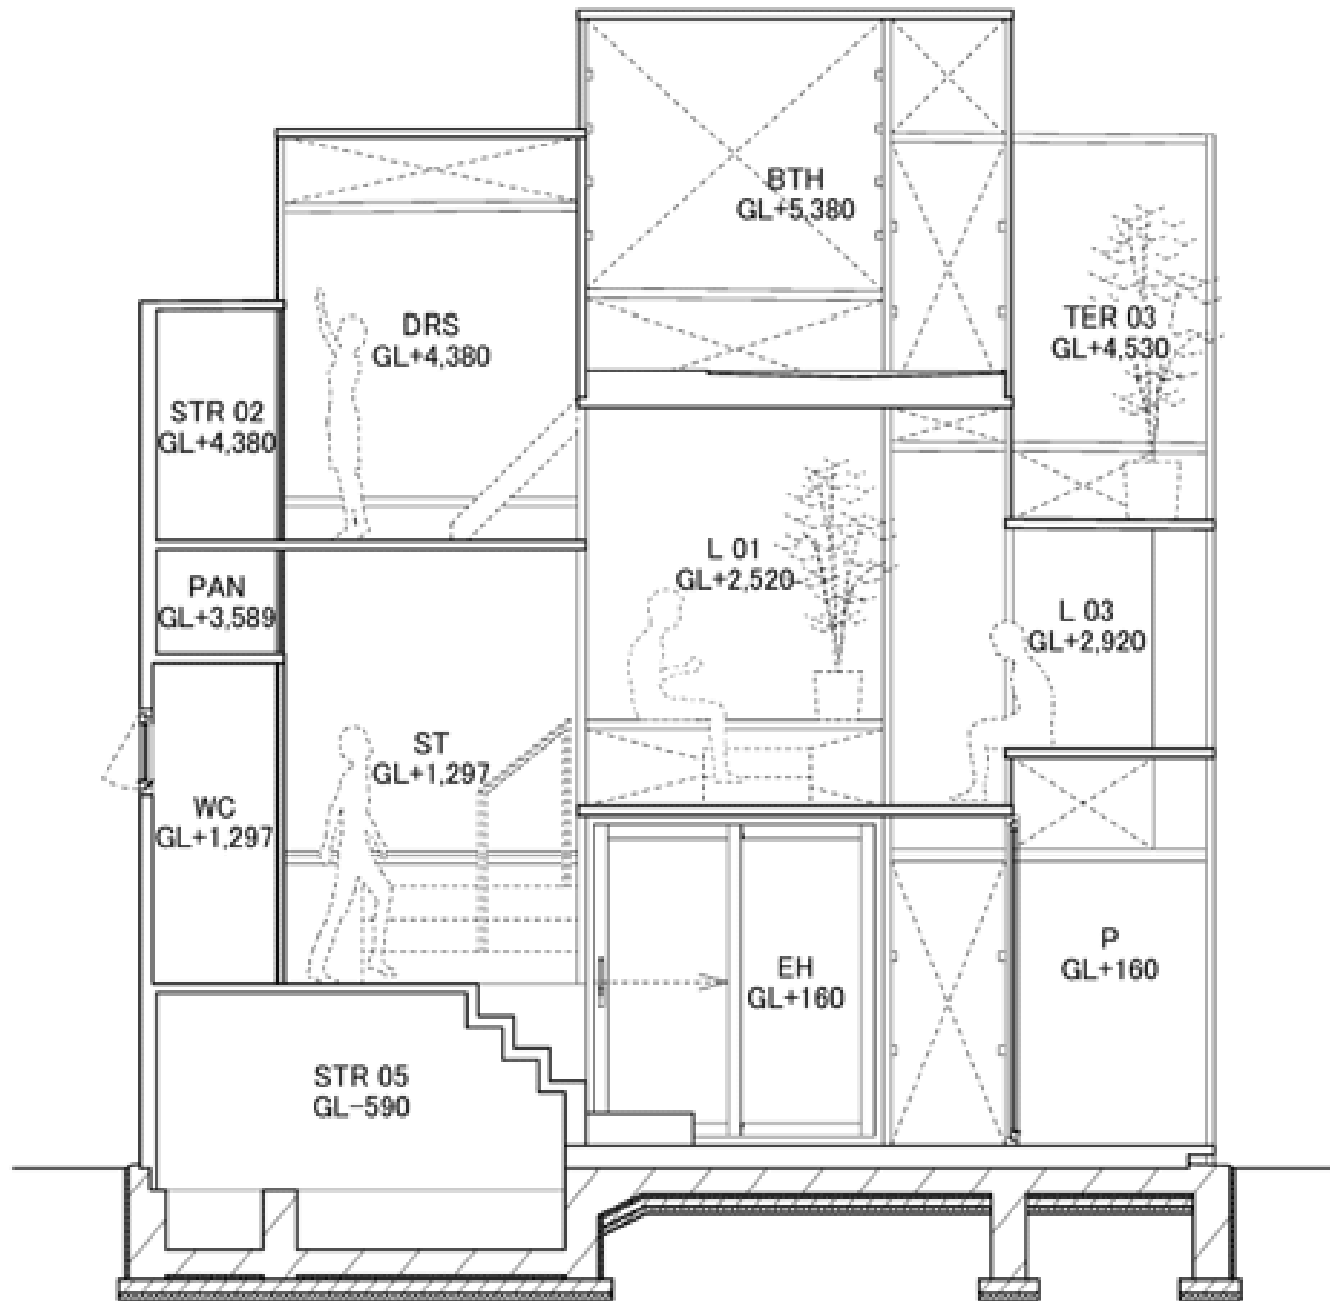 BTH
GL+5,380
DRS
GL+4,380
TER 03
GL+4,530
STR 02
GL+4,380
L 01
GL+2,520
PAN
GL+3,589
L 03
GL+2,920
ST
GL+1,297
WC
GL+1,297
P
GL+160
EH
GL+160
STR 05
GL-590